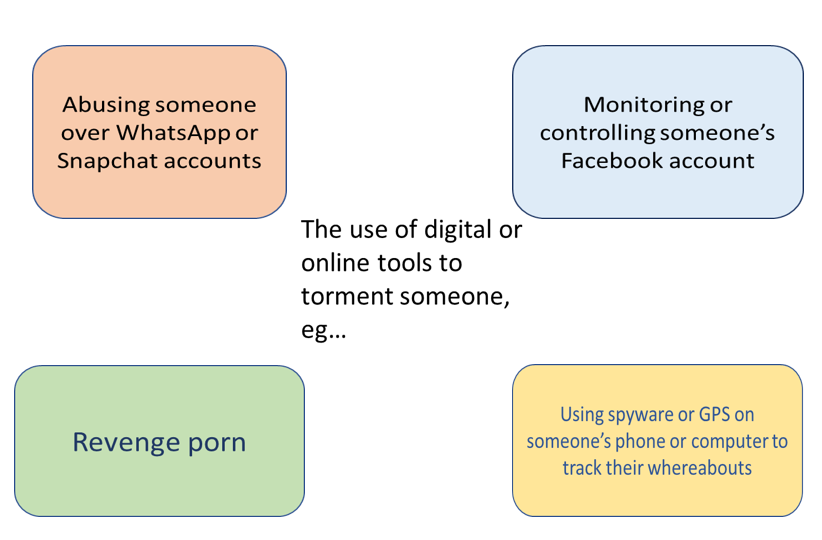 Abusing someone
over WhatsApp or
Snapchat accounts
Monitoring or
controlling someone’s
Facebook account
The use of digital or
online tools to
torment someone,
eg…
Revenge porn
Using spyware or GPS on
someone’s phone or computer to
track their whereabouts